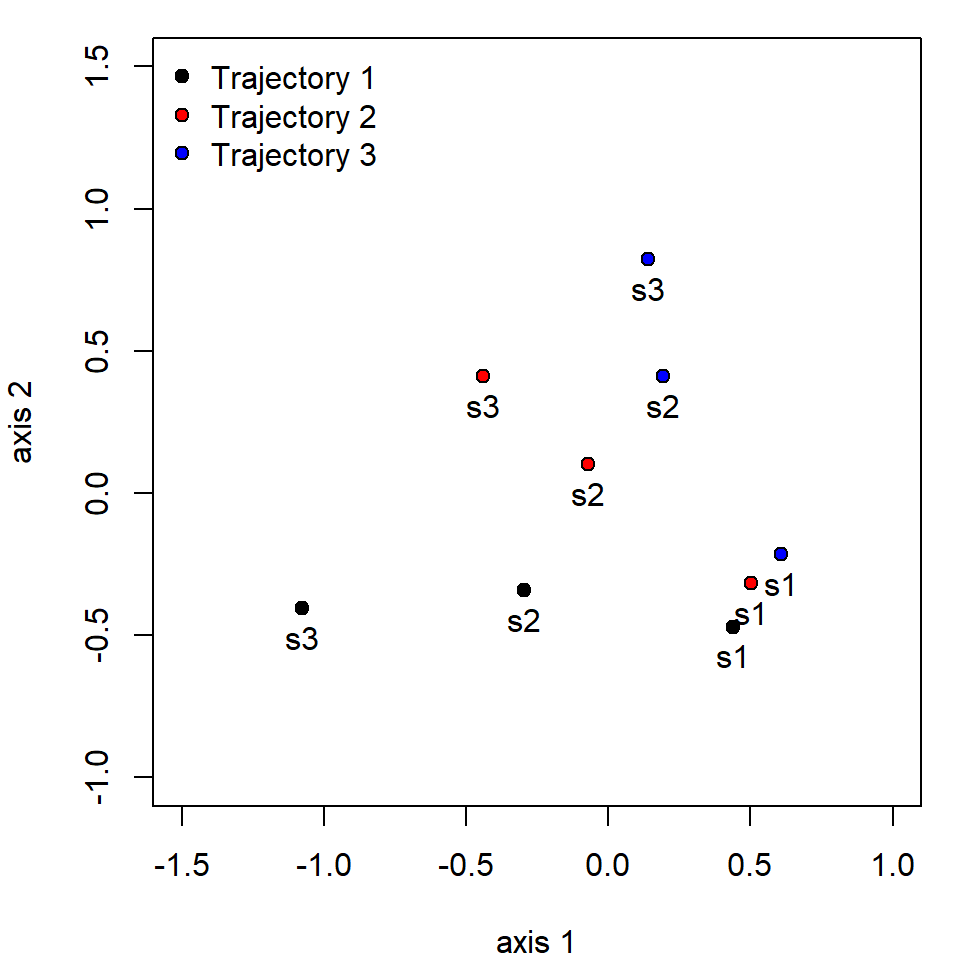 Trajectory 1
Trajectory 2
Trajectory 3
1.5
1.0
0.5
0.0
-0.5
-1.0
axis 2
s3
s3
s2
s2
s1
s1
s3
s2
s1
-1.5
-1.0
-0.5
0.0
0.5
1.0
axis 1